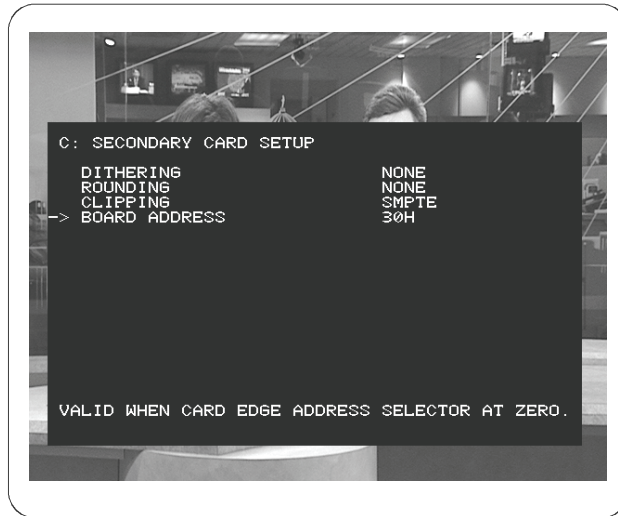 C: SECONDARY CARD SETUP
DITHERING NONE
ROUNDING NONE
CLIPPING SMPTE
-> BOARD ADDRESS 30H
VALID WHEN CARD EDGE ADDRESS SELECTOR AT ZERO.